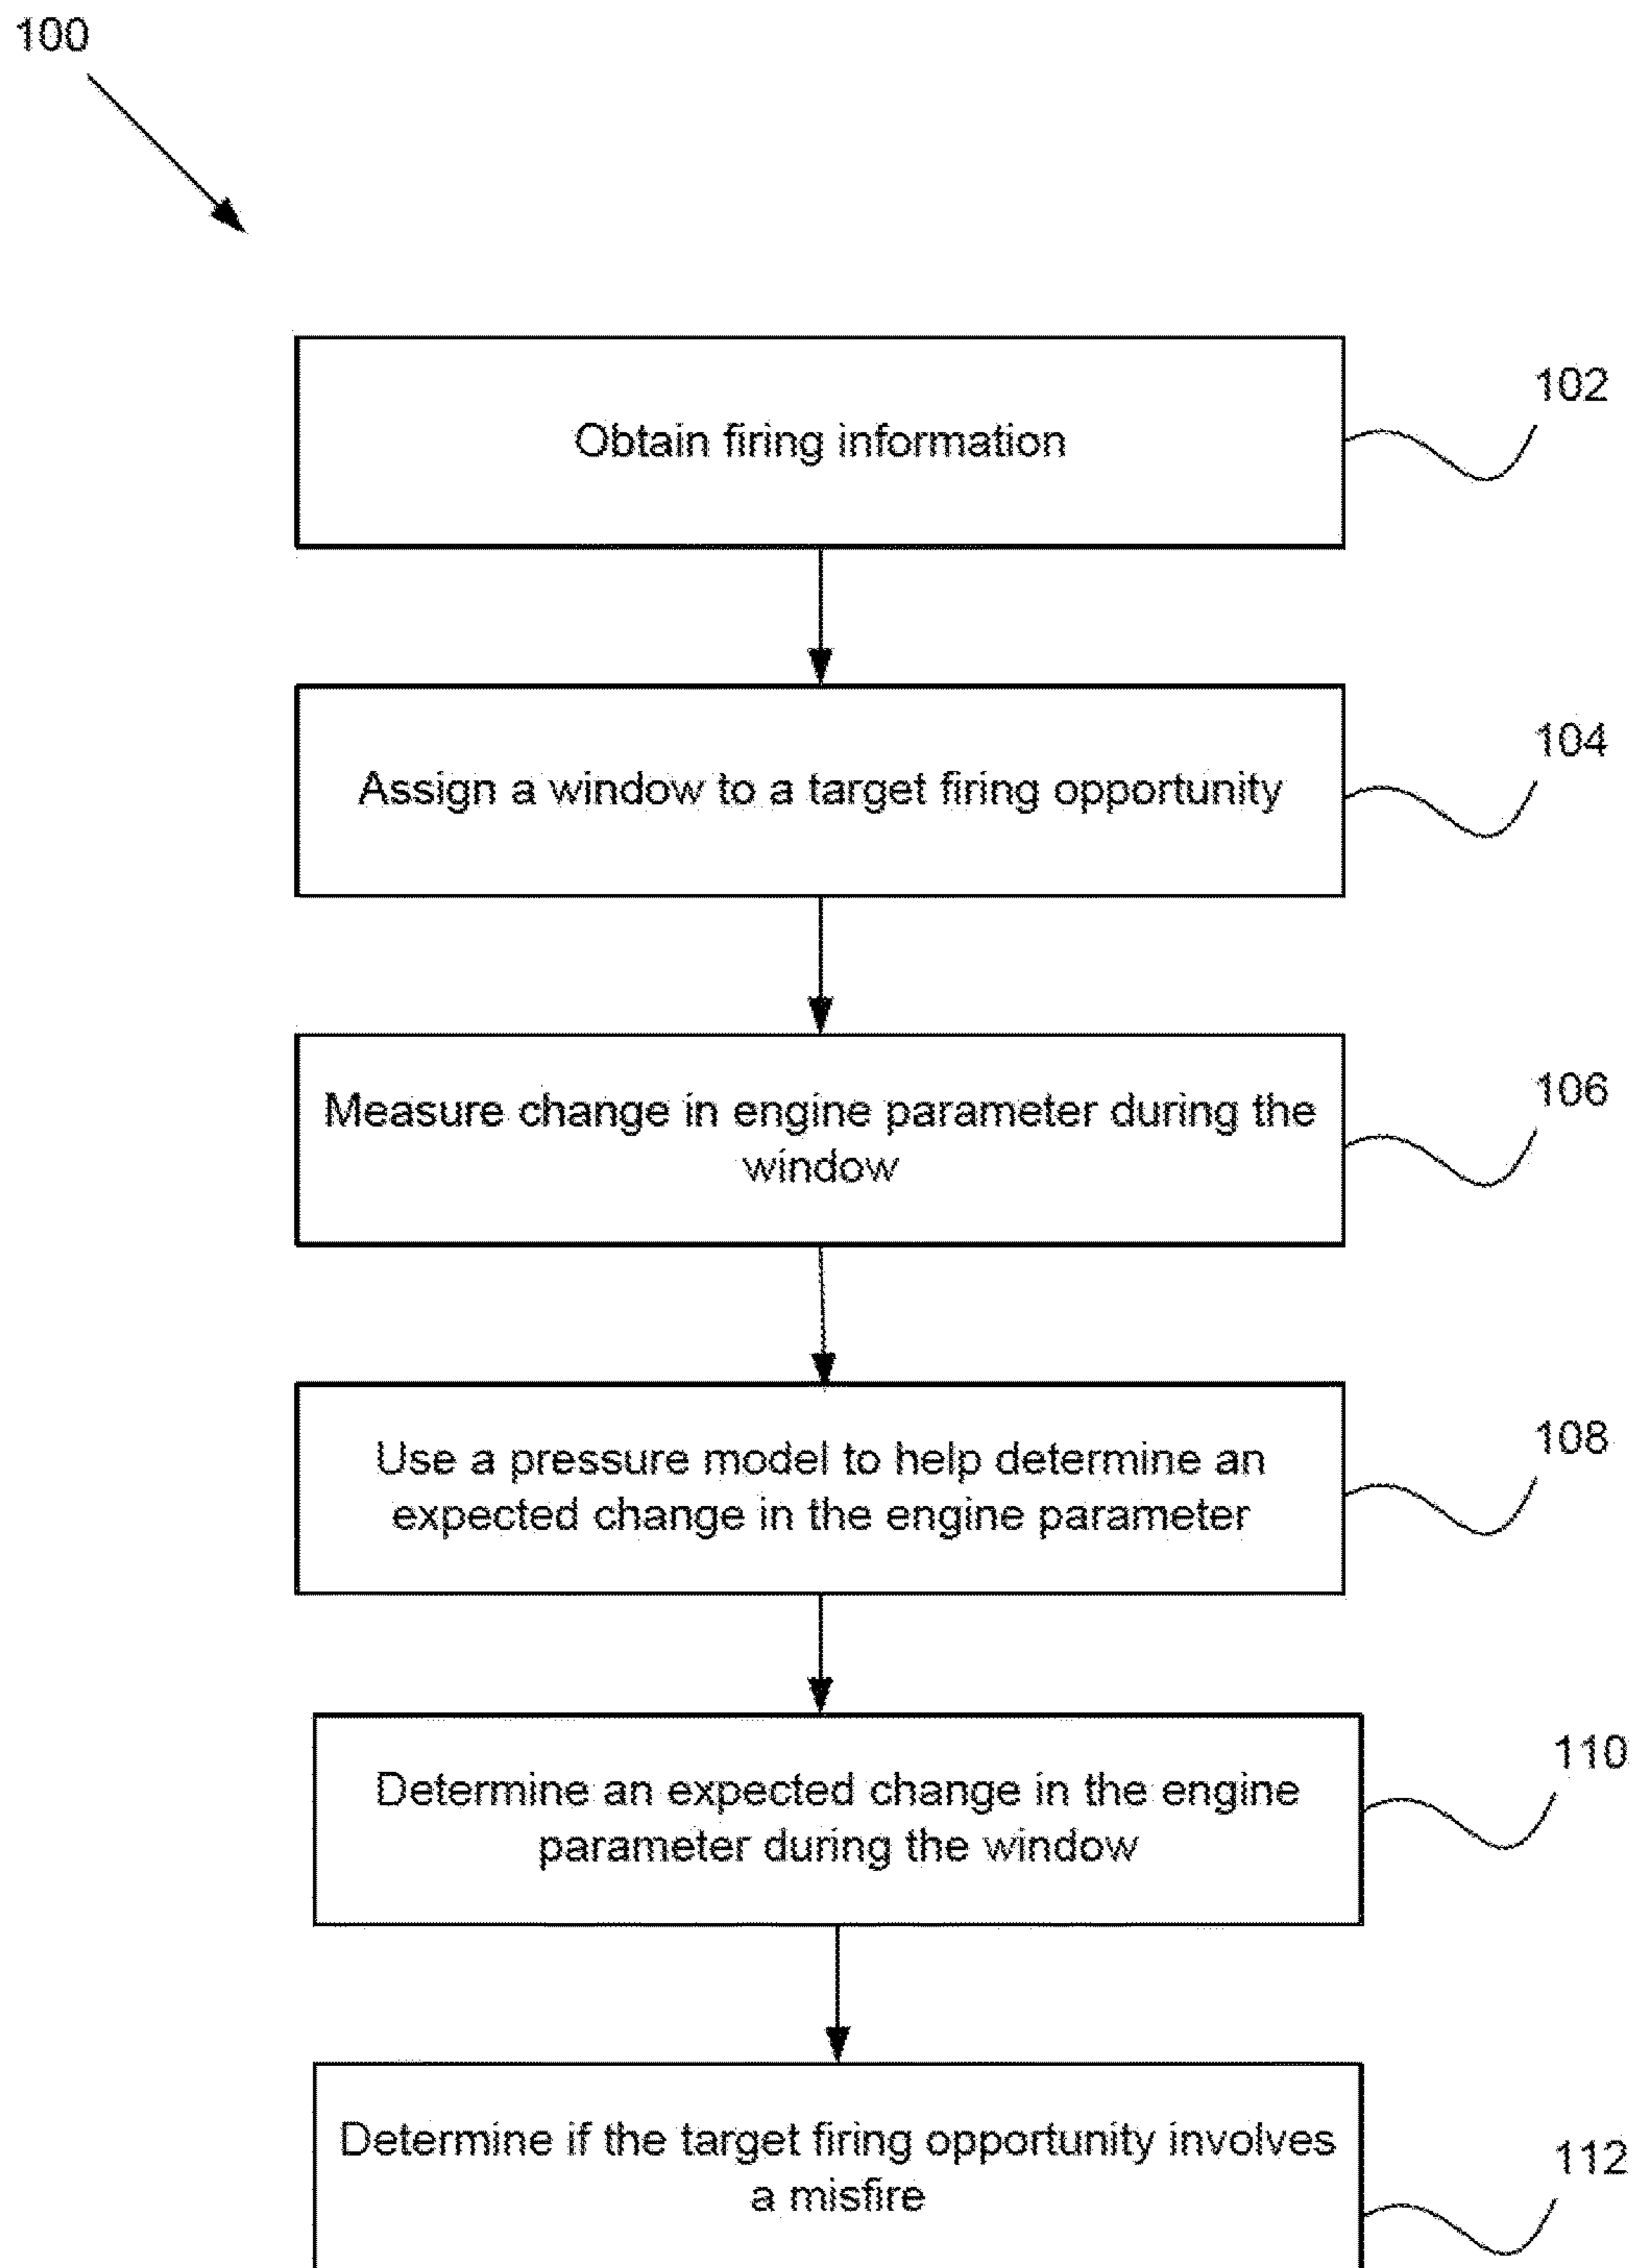 100
Obtain firing information
102
Assign a window to a target firing opportunity
104
Measure change in engine parameter during the
window
106
Use a pressure model to help determine an
expected change in the engine parameter
108
Determine an expected change in the engine
parameter during the window
110
Determine if the target firing opportunity involves
a misfire
112